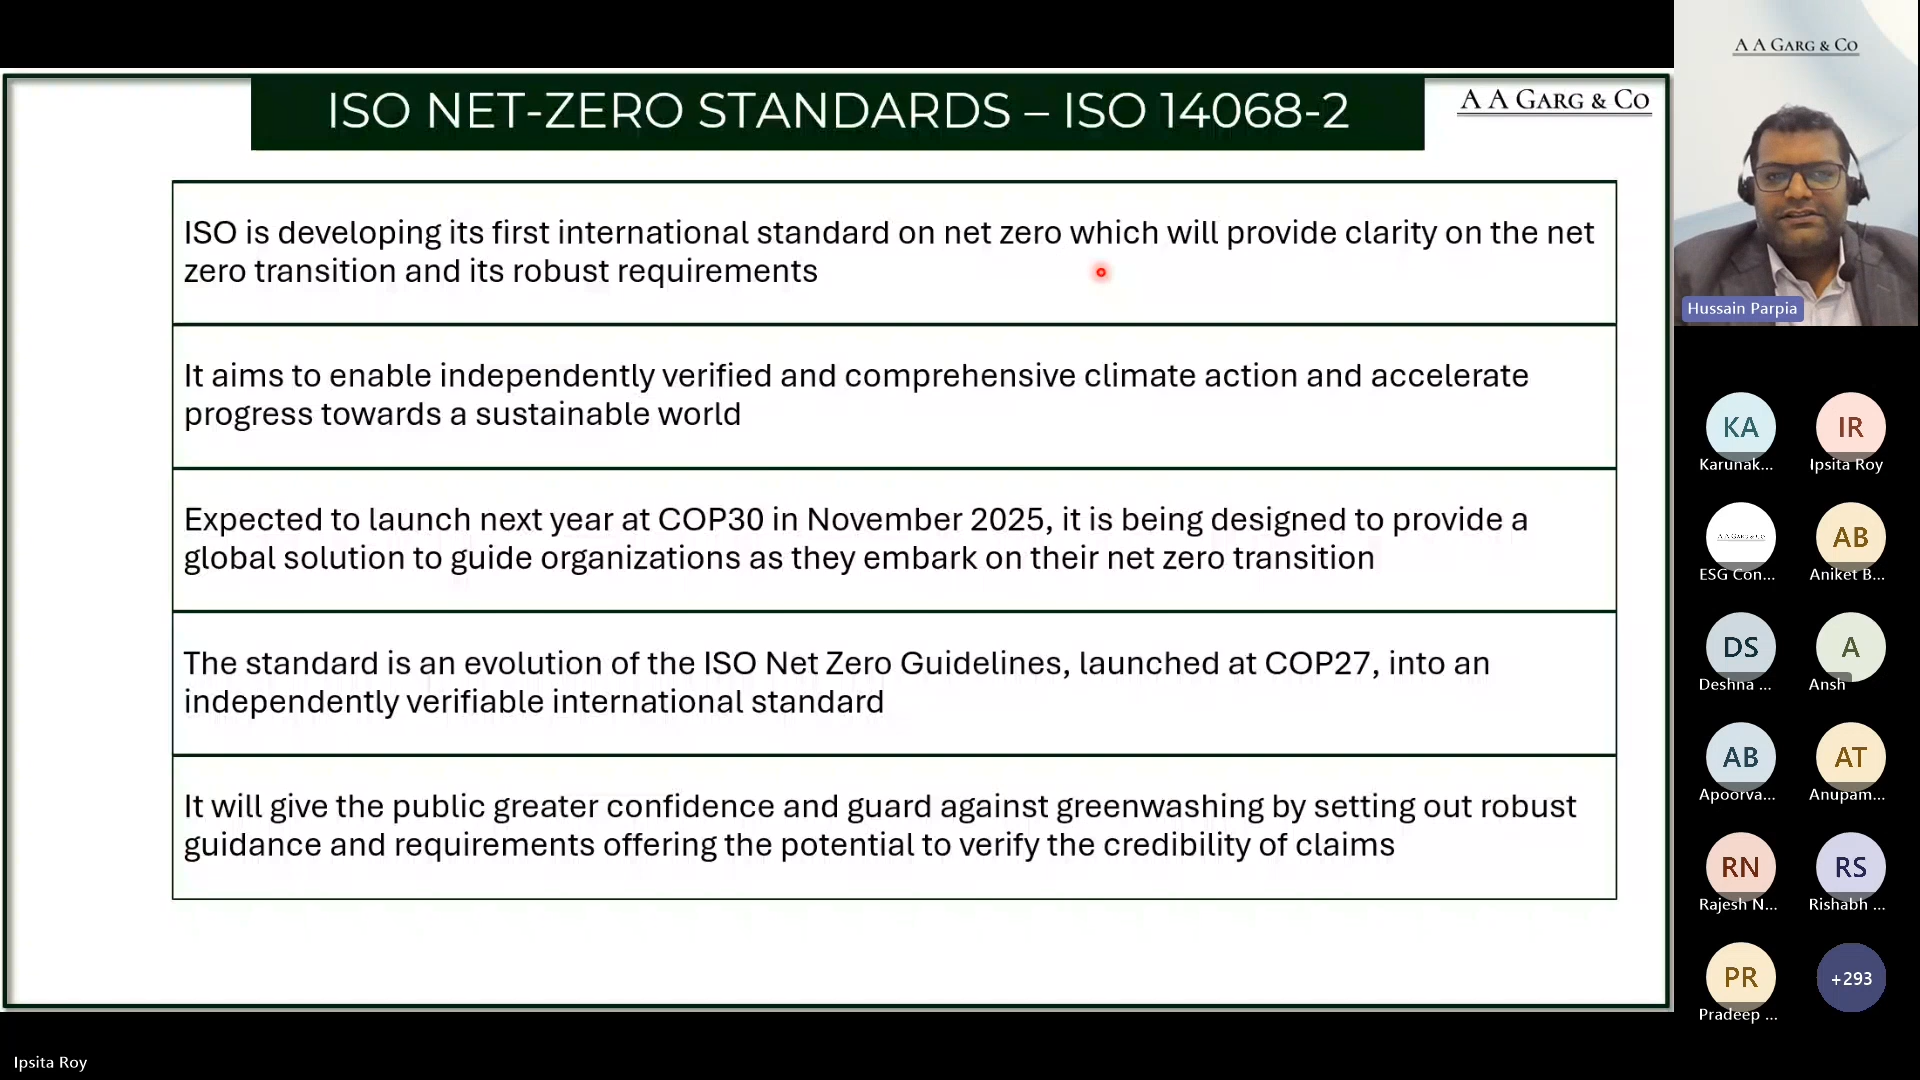 ISO NET-ZERO STANDARDS – ISO 14068-2
A A GARG & CO
ISO is developing its first international standard on net zero which will provide clarity on the net
zero transition and its robust requirements
It aims to enable independently verified and comprehensive climate action and accelerate
progress towards a sustainable world
Expected to launch next year at COP30 in November 2025, it is being designed to provide a
global solution to guide organizations as they embark on their net zero transition
The standard is an evolution of the ISO Net Zero Guidelines, launched at COP27, into an
independently verifiable international standard
It will give the public greater confidence and guard against greenwashing by setting out robust
guidance and requirements offering the potential to verify the credibility of claims
A A GARG & CO
Hussain Parpia
KA
Karunak...
IR
Ipsita Roy
A A GARG & CO
ESG Con...
AB
Aniket B...
DS
Deshna ...
A
Ansh
AB
Apoorva...
AT
Anupam...
RN
Rajesh N...
RS
Rishabh ...
PR
Pradeep ...
+293
Ipsita Roy